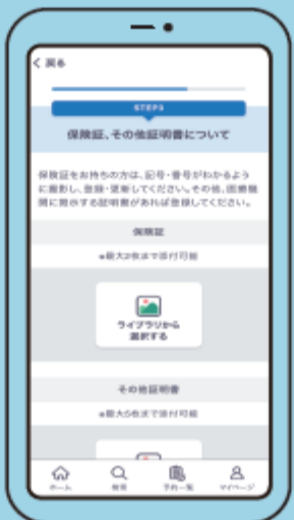 戻る
STEP3
保険証、その他証明書について
保険証をお持ちの方は、記号・番号がわかるよう
に撮影し、登録・更新してください。その他、医療機
関に掲示する証明書があれば登録してください。
保険証
※最大2枚まで添付可能
ライブラリから
選択する
その他証明書
※最大5枚まで添付可能
ホーム
検索
予約一覧
マイページ